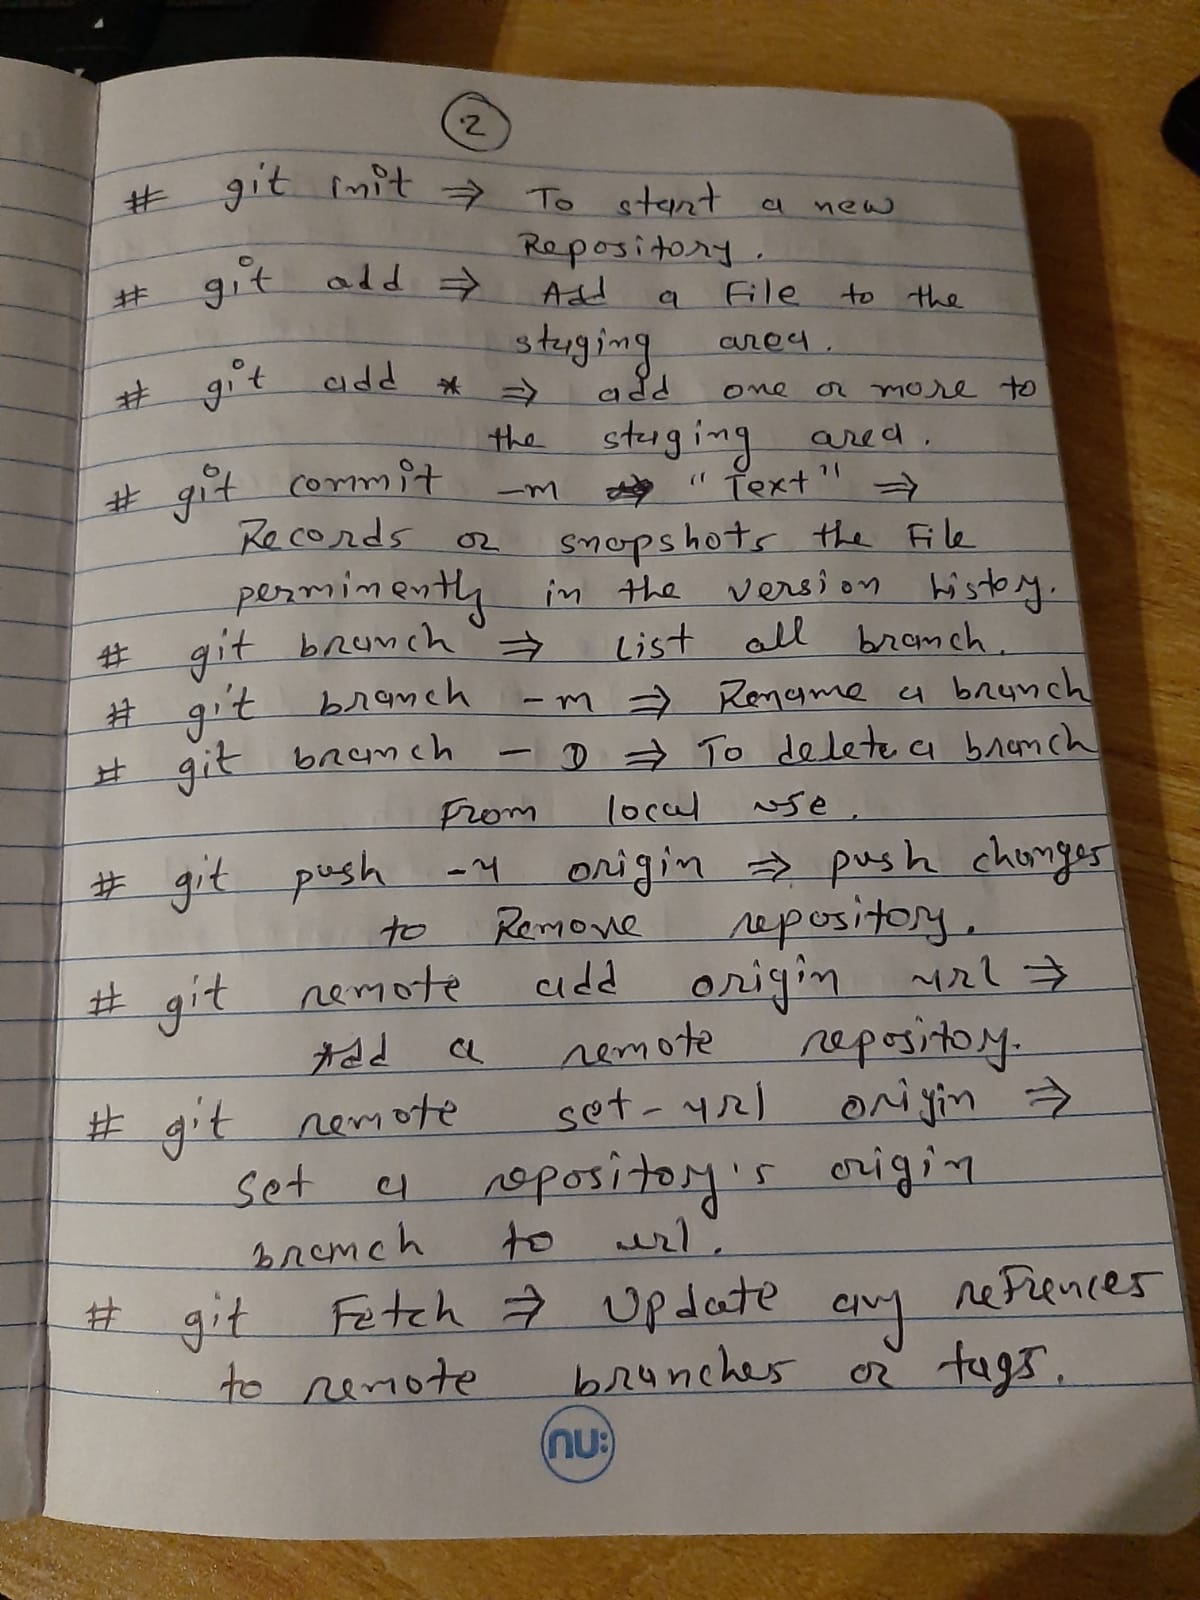 2
# git init ⇒ To start a new
Repository.
# git add ⇒ Add a File to the
staging area.
# git add * ⇒ add one or more to
the staging area.
# git commit -m "Text" ⇒
Records or snapshots the File
perminently in the version history.
# git branch ⇒ List all branch.
# git branch -m ⇒ Rename a branch
# git branch - D ⇒ To delete a branch
From local use.
# git push -u origin ⇒ push changes
to Remove repository.
# git remote add origin url ⇒
Add a remote repository.
# git remote set-url origin ⇒
set a repository's origin
branch to url.
# git Fetch ⇒ Update any refrences
to remote branches or tags.
nu: